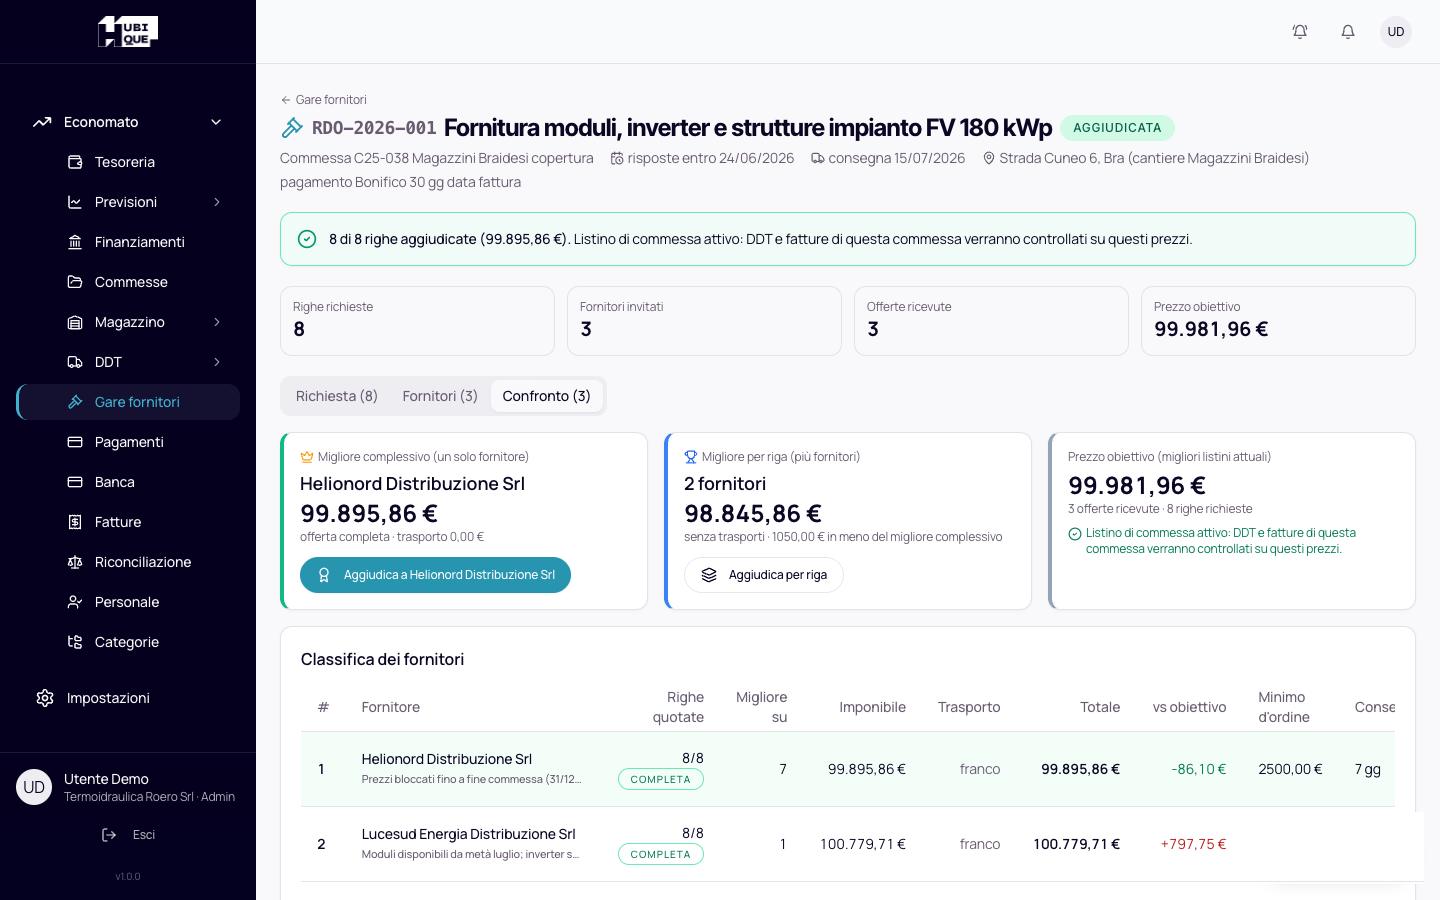 UBI
QUE
UD
Economato
Tesoreria
Previsioni
Finanziamenti
Commesse
Magazzino
DDT
Gare fornitori
Pagamenti
Banca
Fatture
Riconciliazione
Personale
Categorie
Impostazioni
UD
Utente Demo
Termoidraulica Roero Srl · Admin
Esci
v1.0.0
Gare fornitori
RDO-2026-001 Fornitura moduli, inverter e strutture impianto FV 180 kWp AGGIUDICATA
Commessa C25-038 Magazzini Braidesi copertura risposte entro 24/06/2026 consegna 15/07/2026 Strada Cuneo 6, Bra (cantiere Magazzini Braidesi)
pagamento Bonifico 30 gg data fattura
8 di 8 righe aggiudicate (99.895,86 €). Listino di commessa attivo: DDT e fatture di questa commessa verranno controllati su questi prezzi.
Righe richieste
8
Fornitori invitati
3
Offerte ricevute
3
Prezzo obiettivo
99.981,96 €
Richiesta (8) Fornitori (3) Confronto (3)
Migliore complessivo (un solo fornitore)
Helionord Distribuzione Srl
99.895,86 €
offerta completa · trasporto 0,00 €
Aggiudica a Helionord Distribuzione Srl
Migliore per riga (più fornitori)
2 fornitori
98.845,86 €
senza trasporti · 1050,00 € in meno del migliore complessivo
Aggiudica per riga
Prezzo obiettivo (migliori listini attuali)
99.981,96 €
3 offerte ricevute · 8 righe richieste
Listino di commessa attivo: DDT e fatture di questa
commessa verranno controllati su questi prezzi.
Classifica dei fornitori
# Fornitore Righe quotate Migliore su Imponibile Trasporto Totale vs obiettivo Minimo d'ordine Conse
1 Helionord Distribuzione Srl 8/8 7 99.895,86 € franco 99.895,86 € -86,10 € 2500,00 € 7 gg
Prezzi bloccati fino a fine commessa (31/12... COMPLETA
2 Lucesud Energia Distribuzione Srl 8/8 1 100.779,71 € franco 100.779,71 € +797,75 €
Moduli disponibili da metà luglio; inverter s... COMPLETA